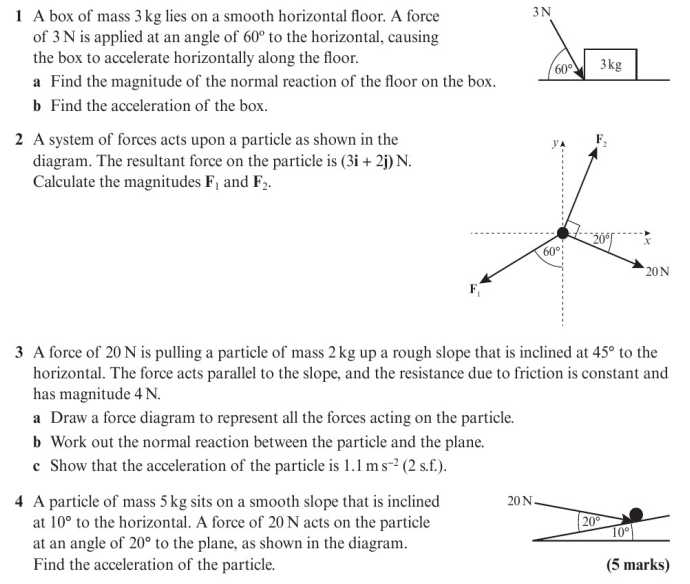 1 A box of mass 3 kg lies on a smooth horizontal floor. A force
of 3 N is applied at an angle of 60° to the horizontal, causing
the box to accelerate horizontally along the floor.
a Find the magnitude of the normal reaction of the floor on the box.
b Find the acceleration of the box.
3 N
60°
3 kg
2 A system of forces acts upon a particle as shown in the
diagram. The resultant force on the particle is (3i + 2j) N.
Calculate the magnitudes F₁ and F₂.
y
F₂
20°
x
60°
20 N
F₁
3 A force of 20 N is pulling a particle of mass 2 kg up a rough slope that is inclined at 45° to the
horizontal. The force acts parallel to the slope, and the resistance due to friction is constant and
has magnitude 4 N.
a Draw a force diagram to represent all the forces acting on the particle.
b Work out the normal reaction between the particle and the plane.
c Show that the acceleration of the particle is 1.1 m s⁻² (2 s.f.).
4 A particle of mass 5 kg sits on a smooth slope that is inclined
at 10° to the horizontal. A force of 20 N acts on the particle
at an angle of 20° to the plane, as shown in the diagram.
Find the acceleration of the particle.
20 N
20°
10°
(5 marks)